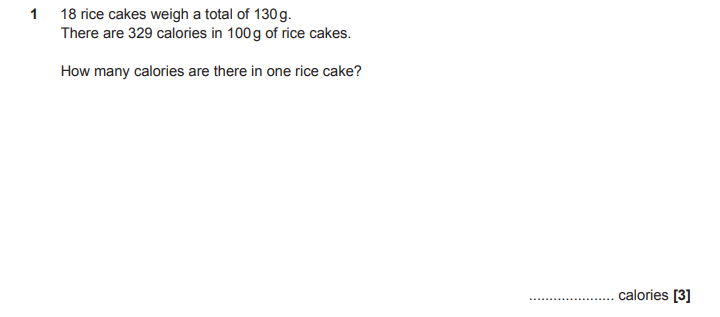 1 18 rice cakes weigh a total of 130 g.
There are 329 calories in 100 g of rice cakes.
How many calories are there in one rice cake?
..................... calories [3]